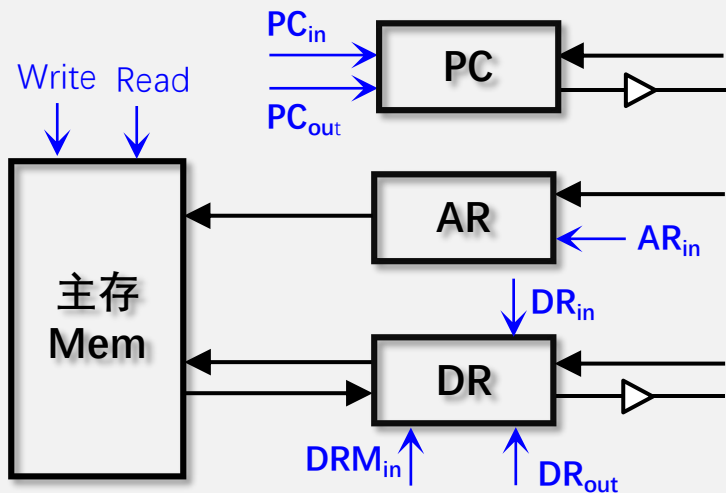 PCin
PC
Write
Read
PCout
AR
ARin
主存
Mem
DRin
DR
DRMin
DRout